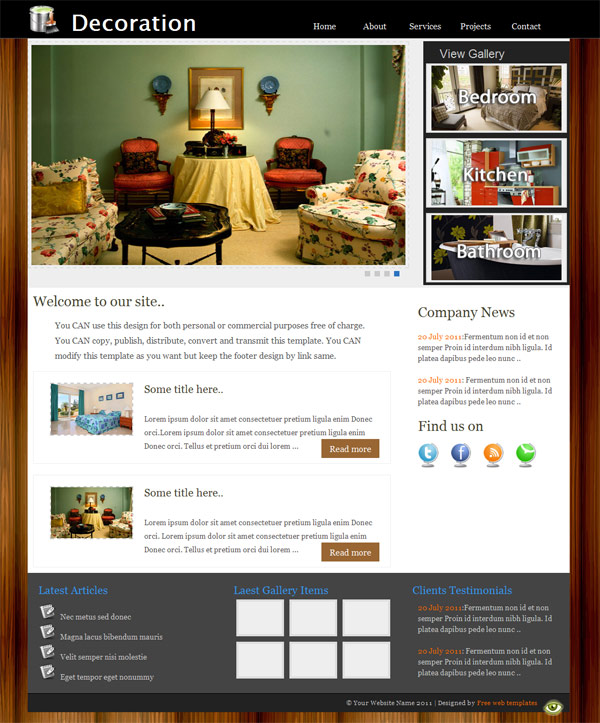 Decoration
Home About Services Projects Contact
View Gallery
Bedroom
Kitchen
Bathroom
Welcome to our site..
You CAN use this design for both personal or commercial purposes free of charge.
You CAN copy, publish, distribute, convert and transmit this template. You CAN
modify this template as you want but keep the footer design by link same.
Some title here..
Lorem ipsum dolor sit amet consectetuer pretium ligula enim Donec
orci.Lorem ipsum dolor sit amet consectetuer pretium ligula enim
Donec orci. Tellus et pretium orci dui lorem ...
Read more
Some title here..
Lorem ipsum dolor sit amet consectetuer pretium ligula enim Donec
orci.Lorem ipsum dolor sit amet consectetuer pretium ligula enim
Donec orci. Tellus et pretium orci dui lorem ...
Read more
Company News
20 July 2011:Fermentum non id et non
semper Proin id interdum nibh ligula. Id
platea dapibus pede leo nunc ..
20 July 2011: Fermentum non id et non
semper Proin id interdum nibh ligula. Id
platea dapibus pede leo nunc ..
Find us on
Latest Articles
Nec metus sed donec
Magna lacus bibendum mauris
Velit semper nisi molestie
Eget tempor eget nonummy
Laest Gallery Items
Clients Testimonials
20 July 2011:Fermentum non id et non
semper Proin id interdum nibh ligula. Id
platea dapibus pede leo nunc ..
20 July 2011: Fermentum non id et non
semper Proin id interdum nibh ligula. Id
platea dapibus pede leo nunc ..
© Your Website Name 2011 | Designed by Free web templates